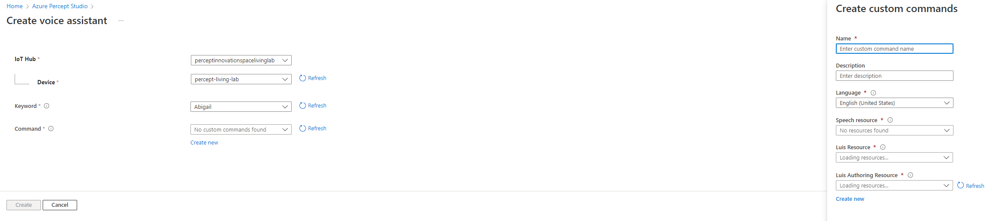 Home > Azure Percept Studio >
Create voice assistant ...
IoT Hub *
perceptinnovationspacelivinglab
Device *
percept-living-lab
Refresh
Keyword *
Abigail
Refresh
Command *
No custom commands found
Refresh
Create new
Create
Cancel
Create custom commands
Name *
Enter custom command name
Description
Enter description
Language *
English (United States)
Speech resource *
No resources found
Luis Resource *
Loading resources...
Luis Authoring Resource *
Loading resources...
Refresh
Create new